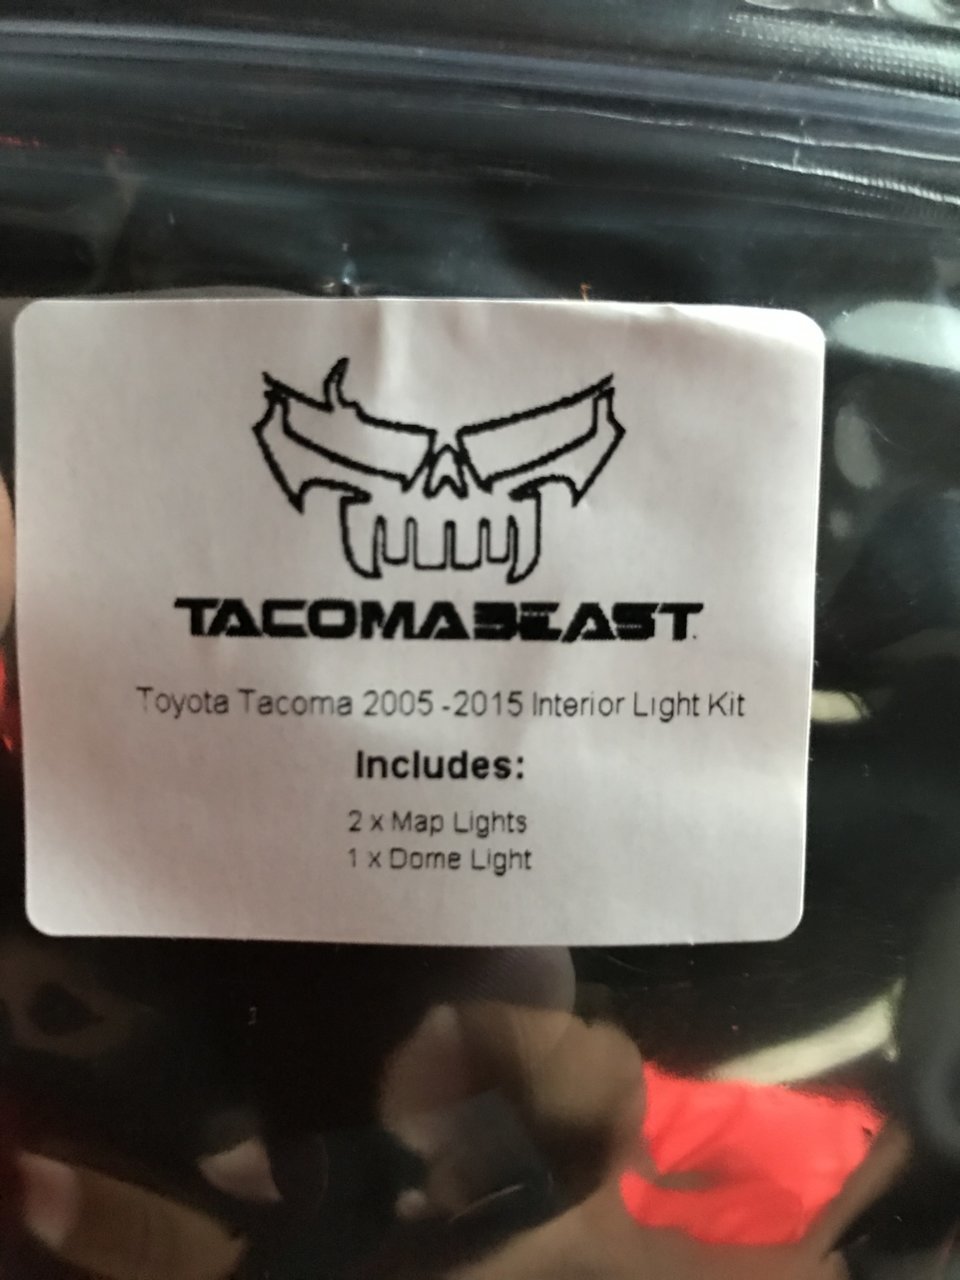 TACOMABEAST.
Toyota Tacoma 2005 -2015 Interior Light Kit
Includes:
2 x Map Lights
1 x Dome Light